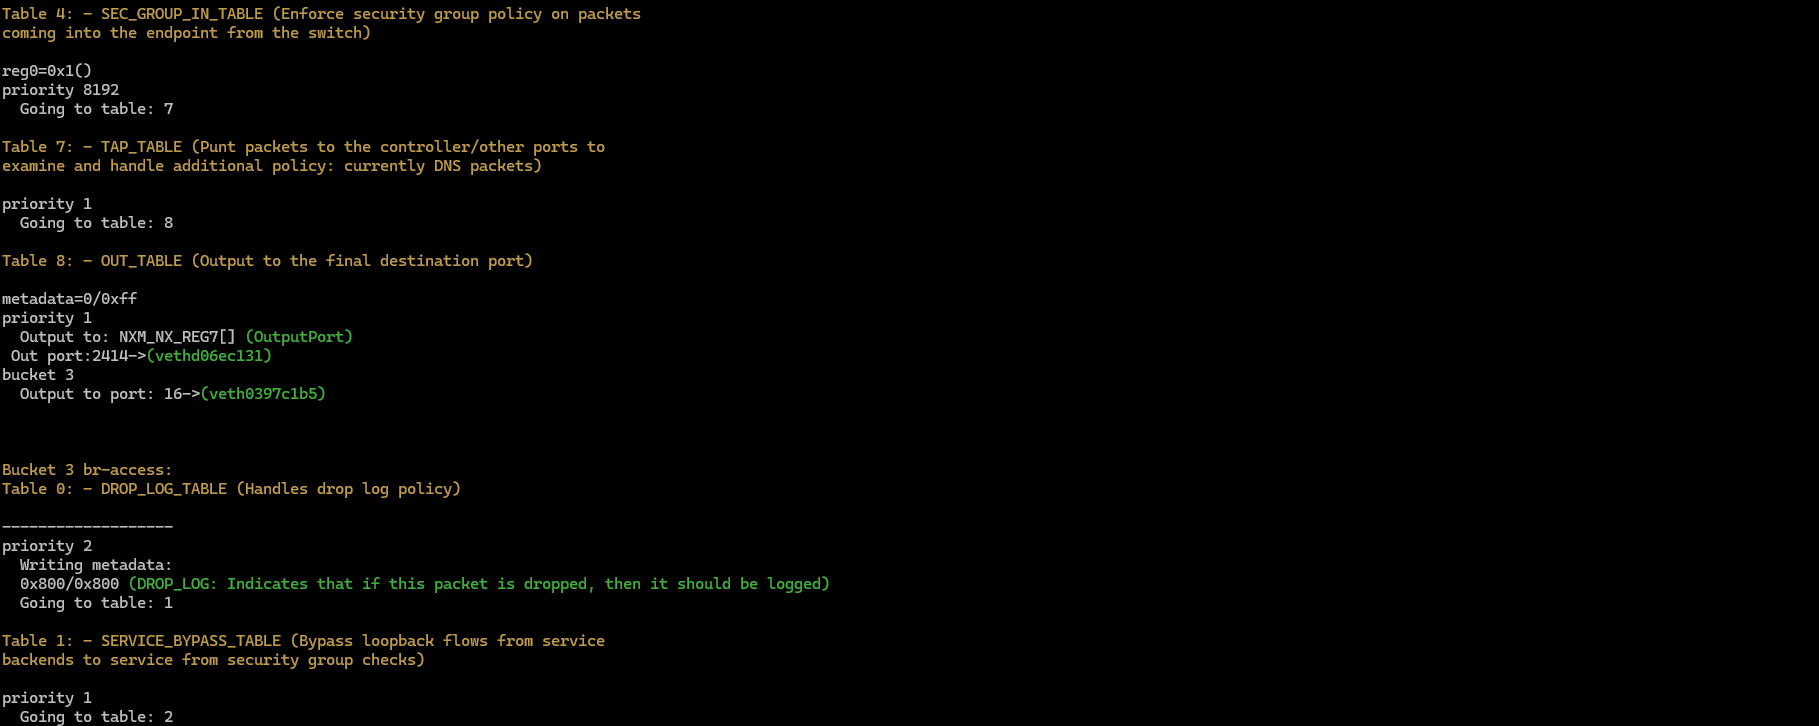 Table 4: - SEC_GROUP_IN_TABLE (Enforce security group policy on packets
coming into the endpoint from the switch)
reg0=0x1()
priority 8192
Going to table: 7
Table 7: - TAP_TABLE (Punt packets to the controller/other ports to
examine and handle additional policy: currently DNS packets)
priority 1
Going to table: 8
Table 8: - OUT_TABLE (Output to the final destination port)
metadata=0/0xff
priority 1
Output to: NXM_NX_REG7[] (OutputPort)
Out port:2414->(vethd06ec131)
bucket 3
Output to port: 16->(veth0397c1b5)
Bucket 3 br-access:
Table 0: - DROP_LOG_TABLE (Handles drop log policy)
-------------------
priority 2
Writing metadata:
0x800/0x800 (DROP_LOG: Indicates that if this packet is dropped, then it should be logged)
Going to table: 1
Table 1: - SERVICE_BYPASS_TABLE (Bypass loopback flows from service
backends to service from security group checks)
priority 1
Going to table: 2